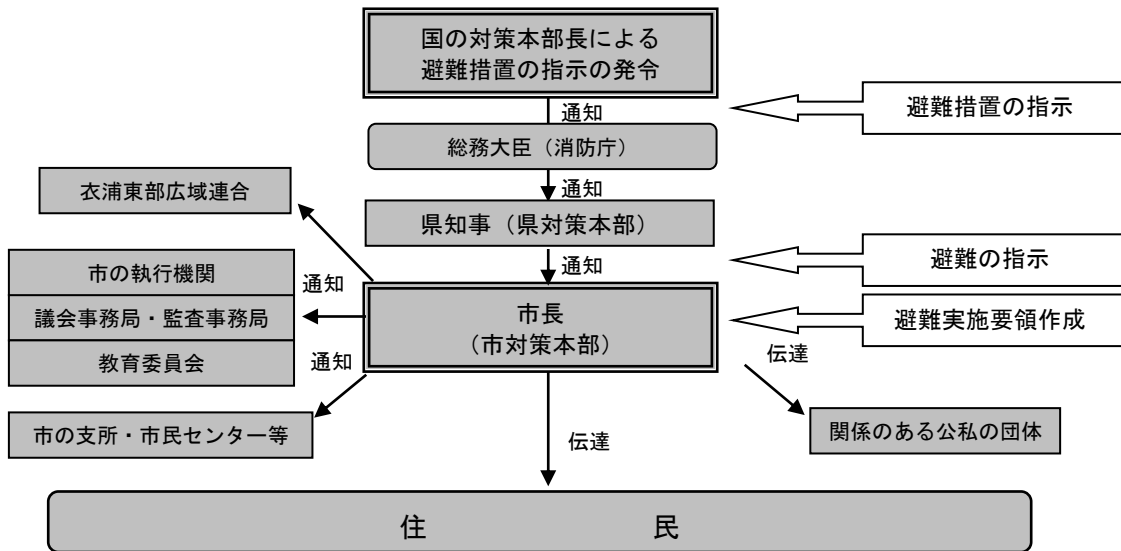 国の対策本部長による
避難措置の指示の発令
通知
避難措置の指示
総務大臣（消防庁）
通知
衣浦東部広域連合
県知事（県対策本部）
通知
避難の指示
市の執行機関
通知
議会事務局・監査事務局
市長
（市対策本部）
避難実施要領作成
教育委員会
通知
伝達
市の支所・市民センター等
伝達
関係のある公私の団体
住　　　民